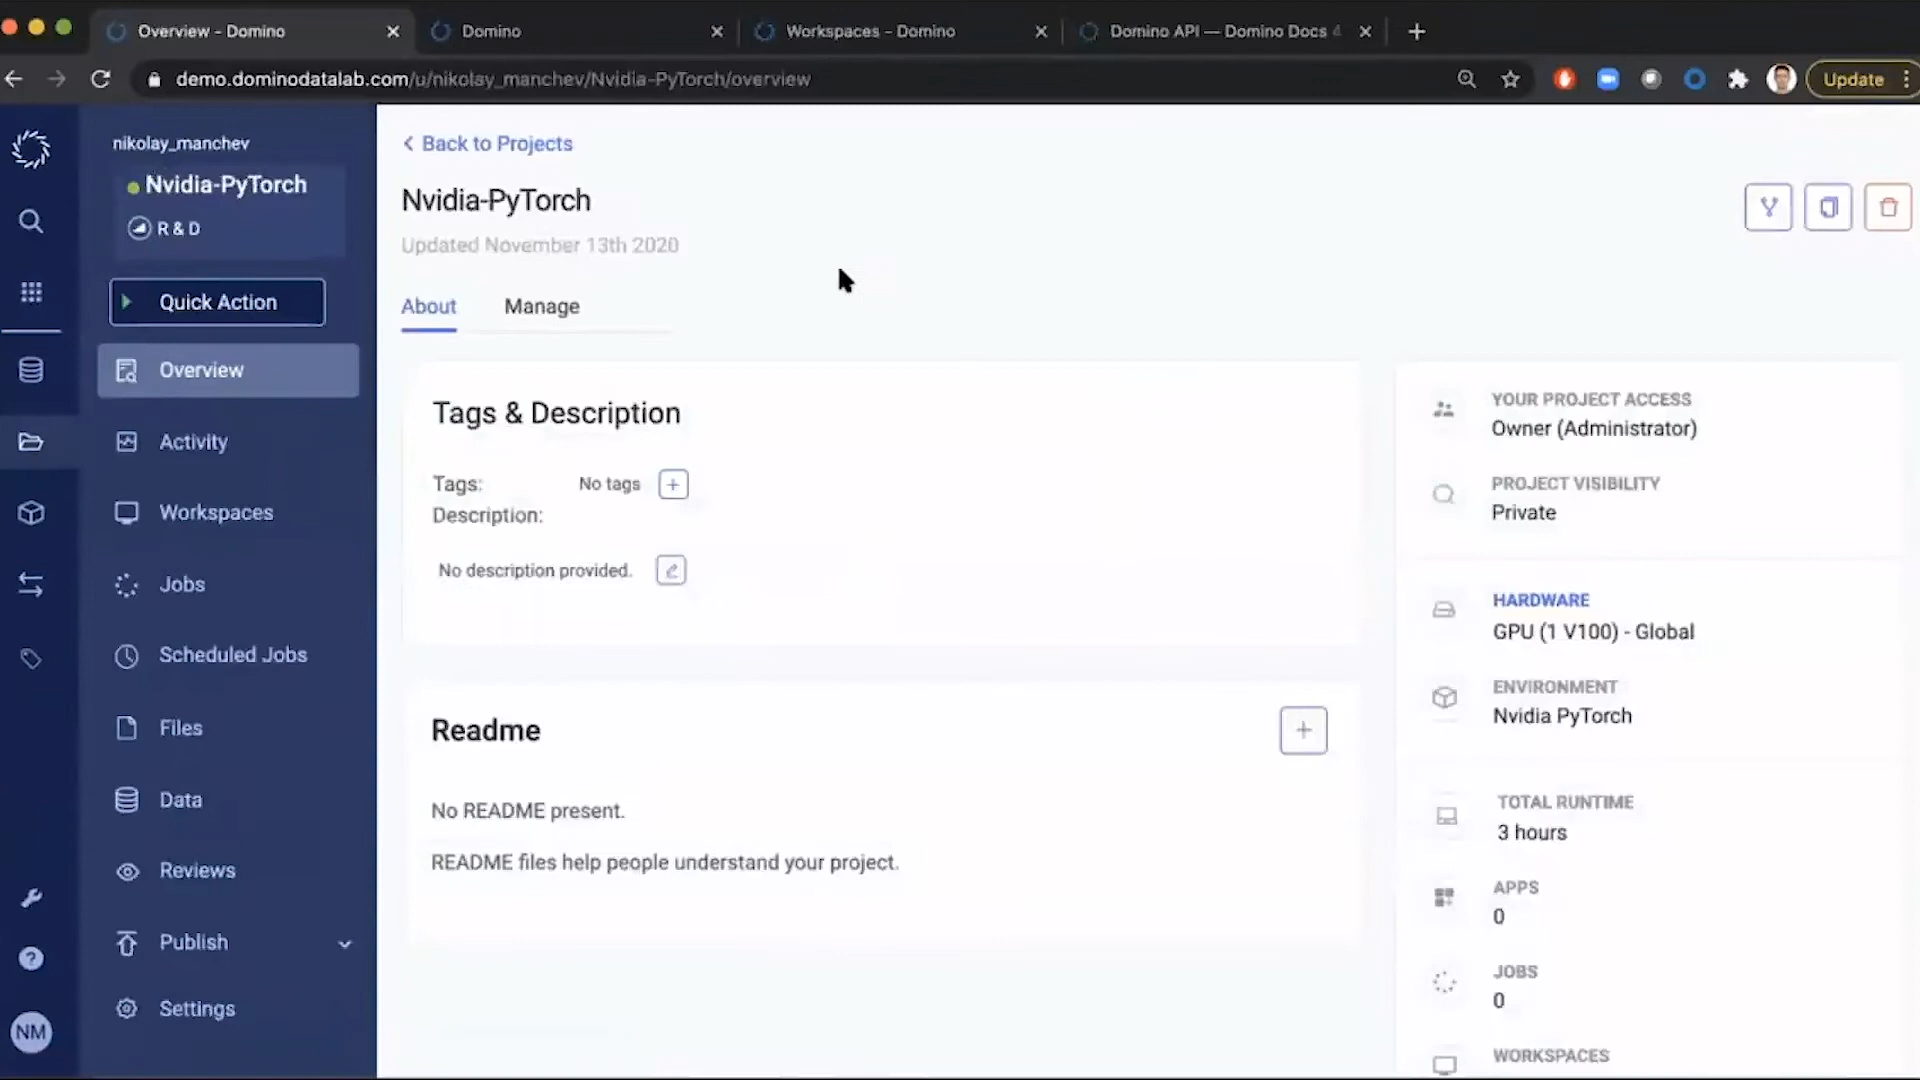 Overview - Domino
Domino
Workspaces - Domino
Domino API — Domino Docs 4
demo.dominodatalab.com/u/nikolay_manchev/Nvidia-PyTorch/overview
Update
nikolay_manchev
Nvidia-PyTorch
R & D
Quick Action
Overview
Activity
Workspaces
Jobs
Scheduled Jobs
Files
Data
Reviews
Publish
Settings
NM
Back to Projects
Nvidia-PyTorch
Updated November 13th 2020
About
Manage
Tags & Description
Tags: No tags
Description:
No description provided.
Readme
No README present.
README files help people understand your project.
YOUR PROJECT ACCESS
Owner (Administrator)
PROJECT VISIBILITY
Private
HARDWARE
GPU (1 V100) - Global
ENVIRONMENT
Nvidia PyTorch
TOTAL RUNTIME
3 hours
APPS
0
JOBS
0
WORKSPACES